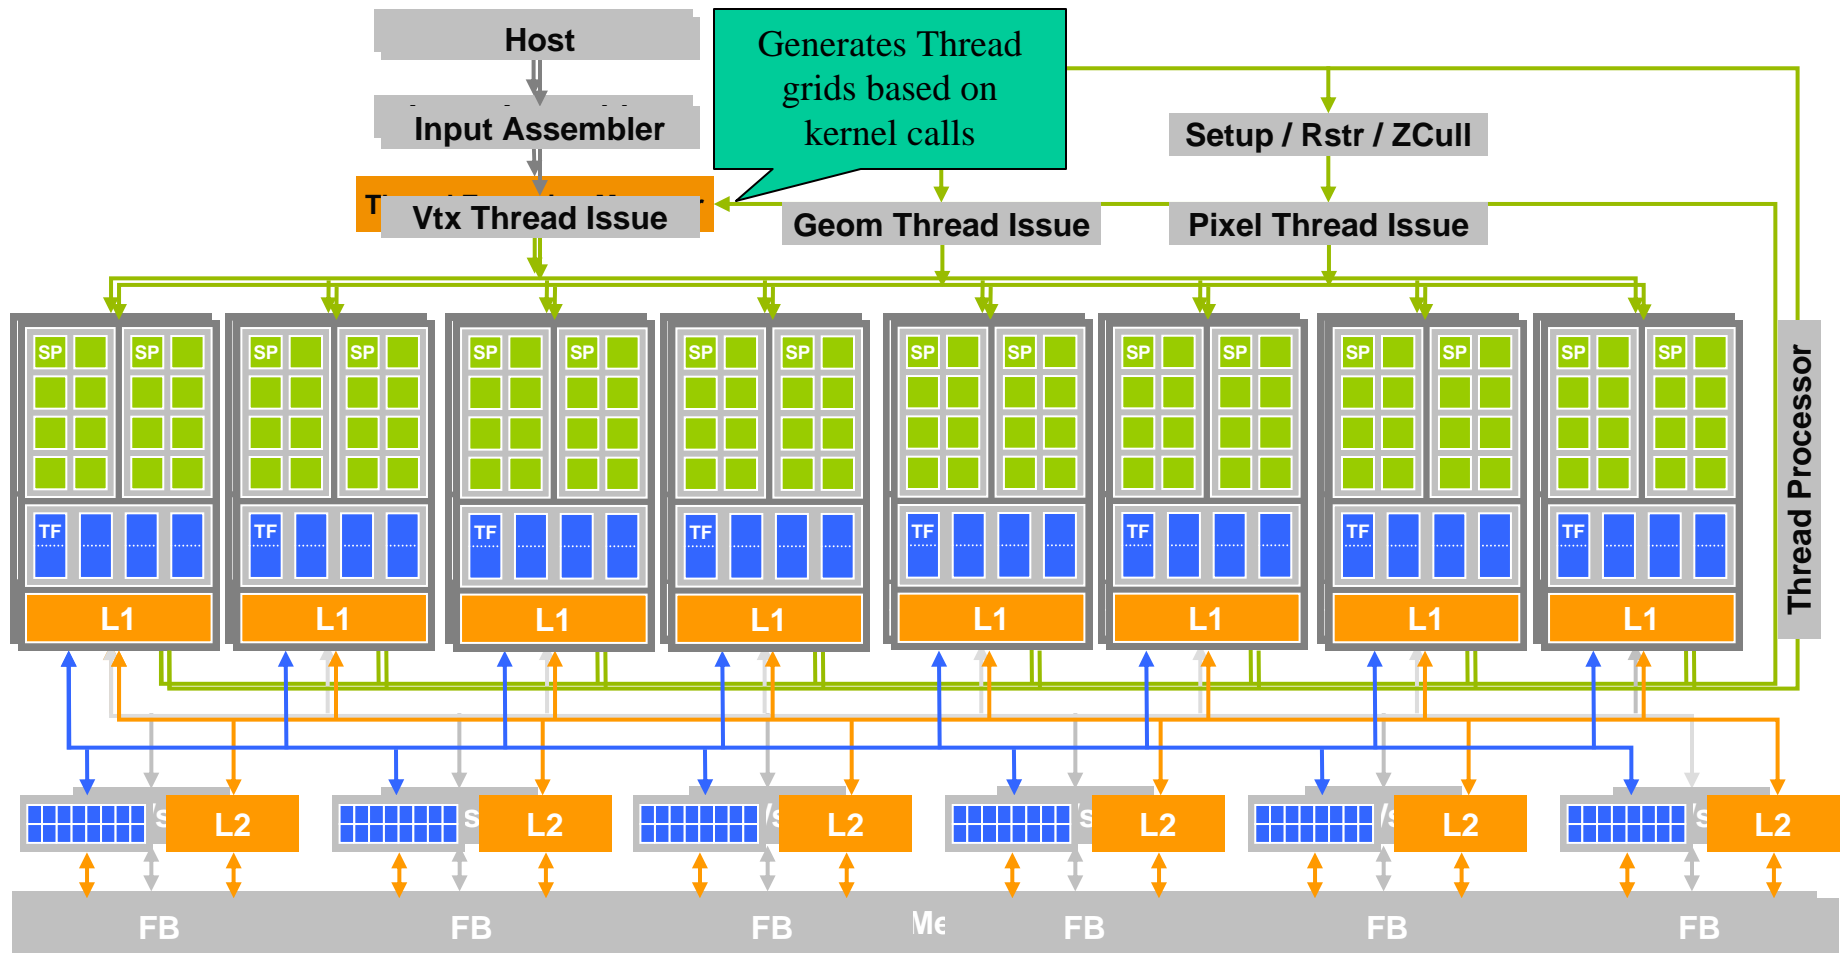 Host
Generates Thread
grids based on
kernel calls
Input Assembler
Setup / Rstr / ZCull
Vtx Thread Issue
Geom Thread Issue
Pixel Thread Issue
SP SP SP SP SP SP SP SP SP SP SP SP SP SP SP SP
Thread Processor
TF TF TF TF TF TF TF TF
L1 L1 L1 L1 L1 L1 L1 L1
L2 L2 L2 L2 L2 L2
FB FB FB FB FB FB